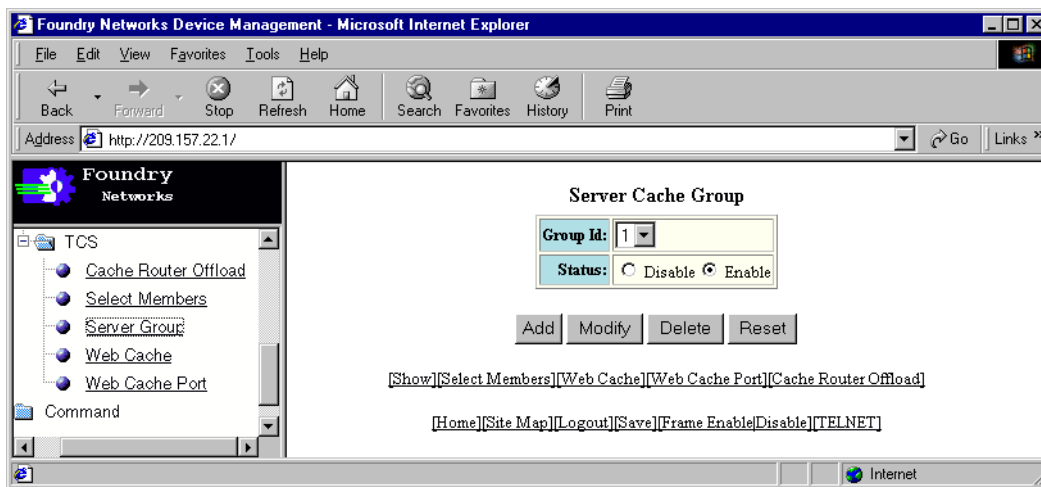 Foundry Networks Device Management - Microsoft Internet Explorer
File Edit View Favorites Tools Help
Back Forward Stop Refresh Home Search Favorites History Print
Address http://209.157.22.1/ Go Links »
Foundry
Networks
TCS
Cache Router Offload
Select Members
Server Group
Web Cache
Web Cache Port
Command
Server Cache Group
Group Id: 1
Status: Disable Enable
Add Modify Delete Reset
[Show][Select Members][Web Cache][Web Cache Port][Cache Router Offload]
[Home][Site Map][Logout][Save][Frame Enable|Disable][TELNET]
Internet